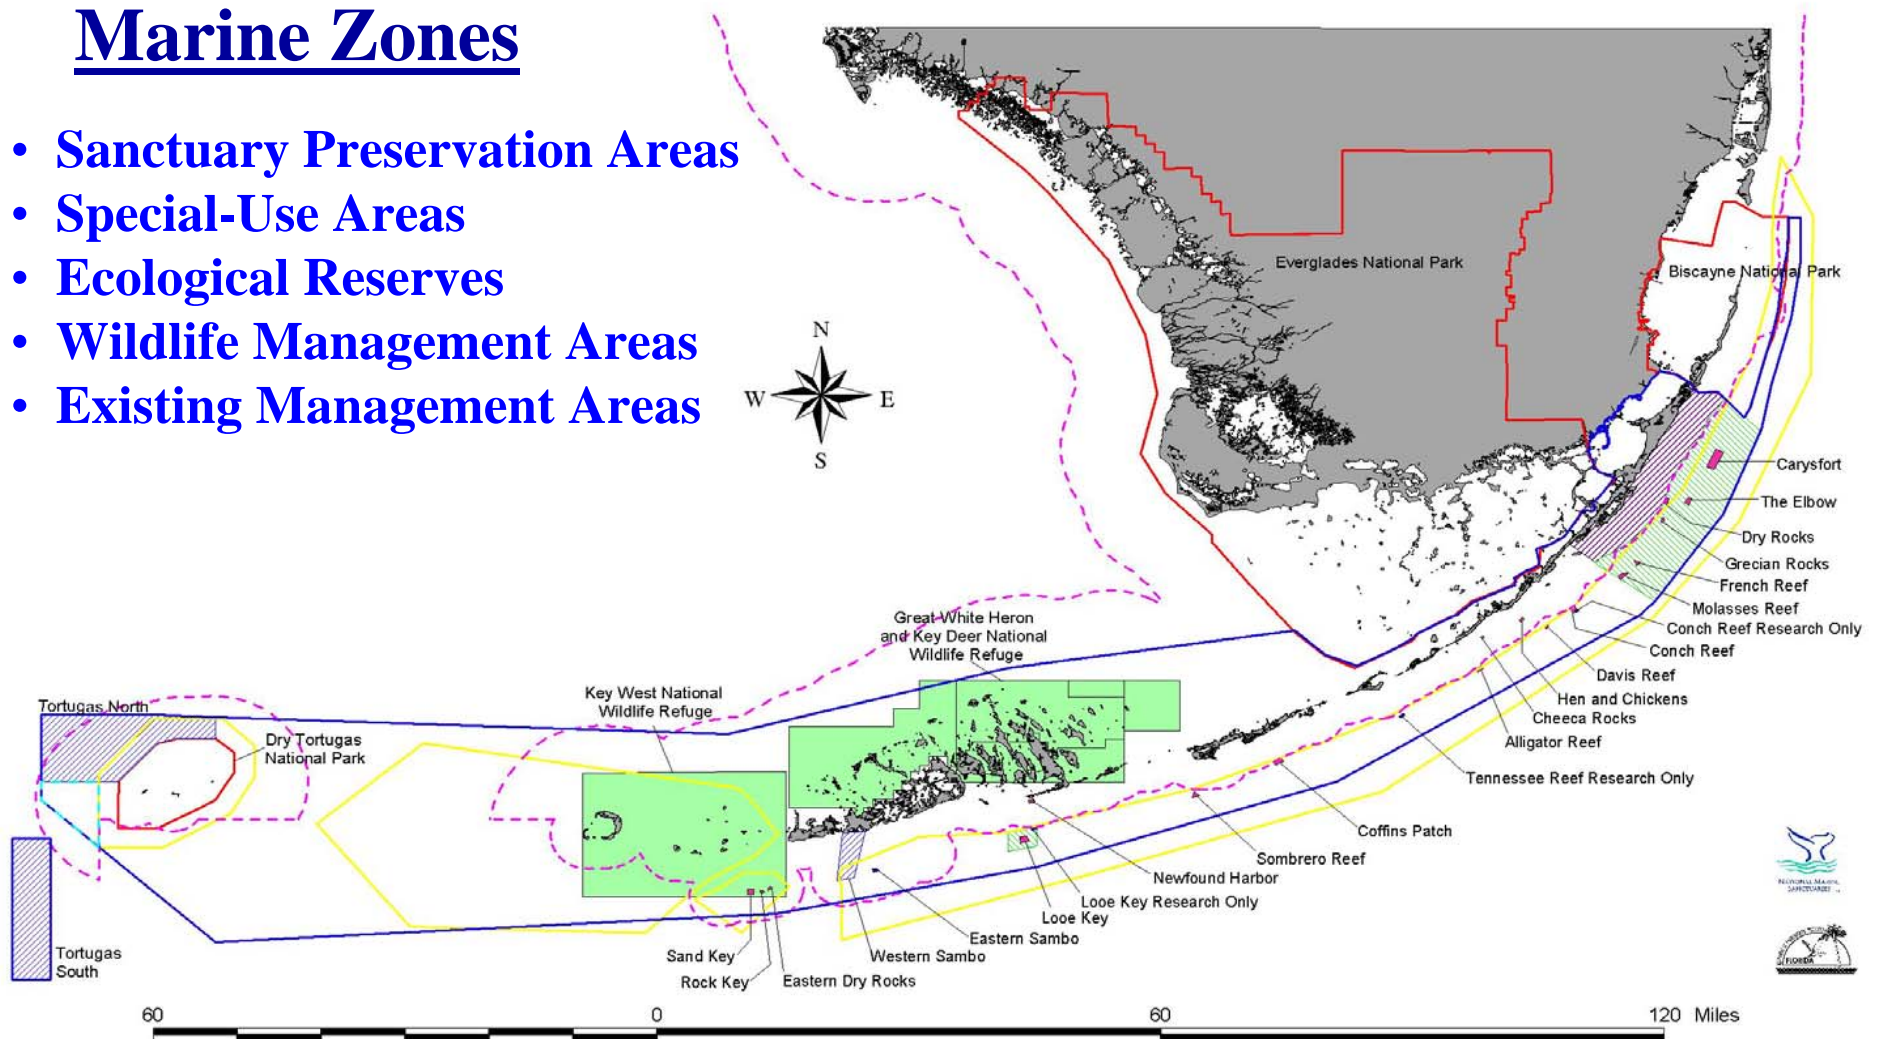 Marine Zones
• Sanctuary Preservation Areas
• Special-Use Areas
• Ecological Reserves
• Wildlife Management Areas
• Existing Management Areas
N
W E
S
Everglades National Park
Biscayne National Park
Carysfort
The Elbow
Dry Rocks
Grecian Rocks
French Reef
Molasses Reef
Conch Reef Research Only
Conch Reef
Davis Reef
Hen and Chickens
Cheeca Rocks
Alligator Reef
Tennessee Reef Research Only
Coffins Patch
Sombrero Reef
Newfound Harbor
Looe Key Research Only
Looe Key
Eastern Sambo
Western Sambo
Great White Heron
and Key Deer National
Wildlife Refuge
Key West National
Wildlife Refuge
Tortugas North
Dry Tortugas
National Park
Tortugas
South
Sand Key
Rock Key
Eastern Dry Rocks
NATIONAL MARINE
SANCTUARIES
FLORIDA
60 0 60 120 Miles